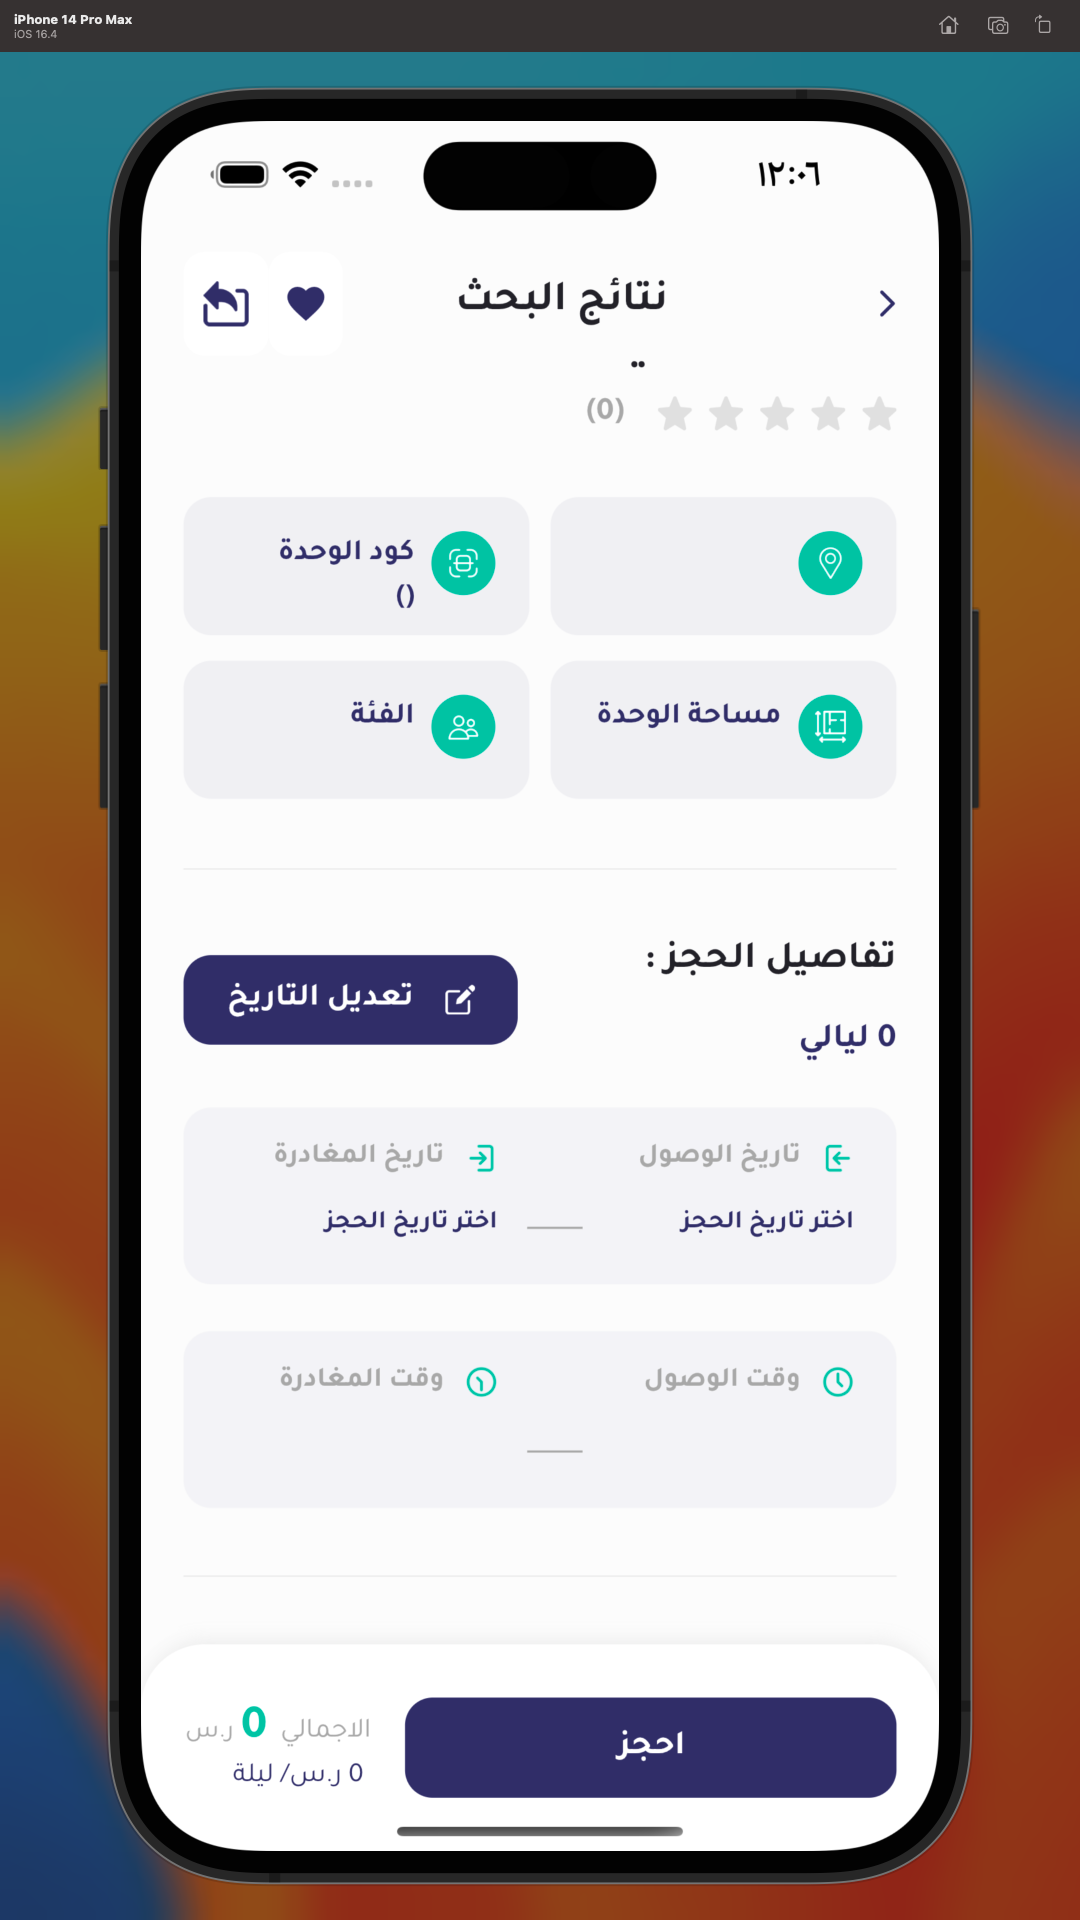 iPhone 14 Pro Max
iOS 16.4
١٢:٠٦
نتائج البحث
..
(0)
كود الوحدة
()
مساحة الوحدة
الفئة
تفاصيل الحجز :
0 ليالي
تعديل التاريخ
تاريخ الوصول
تاريخ المغادرة
اختر تاريخ الحجز
اختر تاريخ الحجز
وقت الوصول
وقت المغادرة
احجز
الاجمالي 0 ر.س
0 ر.س/ ليلة